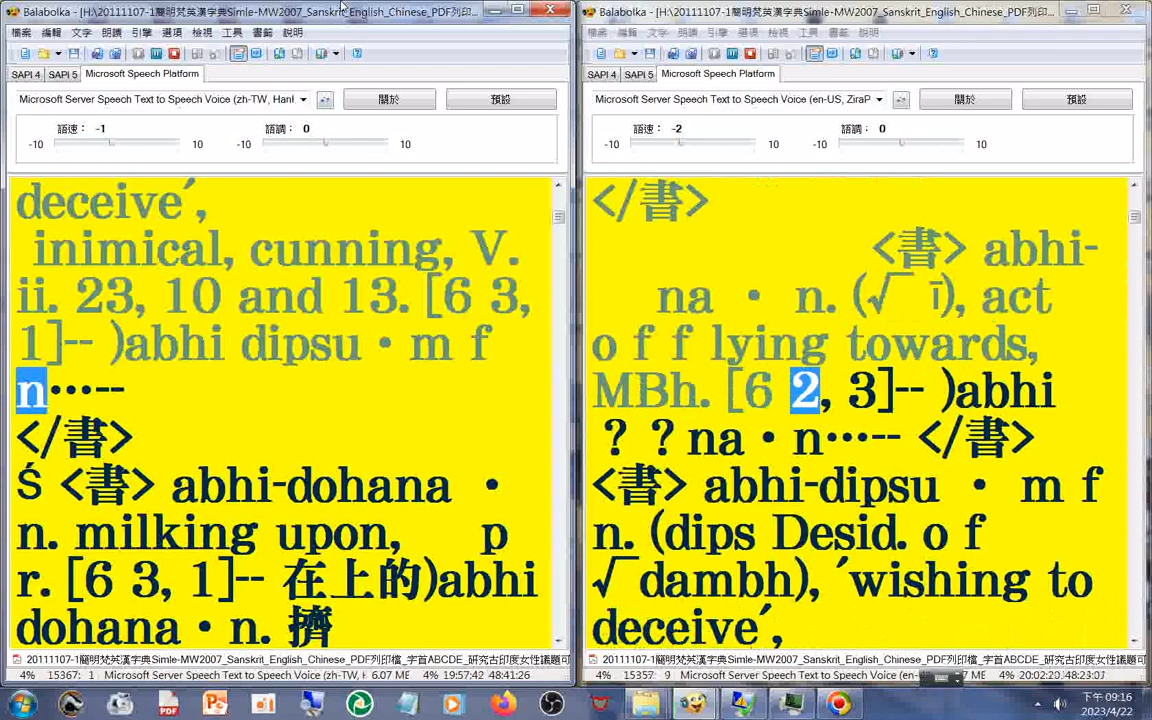 Balabolka - [H:\20111107-1簡明梵英漢字典Simle-MW2007_Sanskrit_English_Chinese_PDF列印...
檔案 編輯 文字 朗讀 引擎 選項 檢視 工具 書籤 說明
SAPI 4 SAPI 5 Microsoft Speech Platform
Microsoft Server Speech Text to Speech Voice (zh-TW, HanI
關於 預設
語速： -1 語調： 0
-10 10 -10 10
deceive´,
inimical, cunning, V.
ii. 23, 10 and 13. [6 3,
1]-- )abhi dipsu・m f
n…--
</書>
Ś <書> abhi-dohana ・
n. milking upon, p
r. [6 3, 1]-- 在上的)abhi
dohana・n. 擠
20111107-1簡明梵英漢字典Simle-MW2007_Sanskrit_English_Chinese_PDF列印檔_字首ABCDE_研究古印度女性議題可
4% 15367: 1 Microsoft Server Speech Text to Speech Voice (zh-TW, 6.07 MB 4% 19:57:42 48:41:26
Balabolka - [H:\20111107-1簡明梵英漢字典Simle-MW2007_Sanskrit_English_Chinese_PDF列印...
檔案 編輯 文字 朗讀 引擎 選項 檢視 工具 書籤 說明
SAPI 4 SAPI 5 Microsoft Speech Platform
Microsoft Server Speech Text to Speech Voice (en-US, ZiraP
關於 預設
語速： -2 語調： 0
-10 10 -10 10
</書>
<書> abhi-
na ・ n. (√ ī), act
o f f lying towards,
MBh. [6 2, 3]-- )abhi
？？na・n…-- </書>
<書> abhi-dipsu ・ m f
n. (dips Desid. o f
√ dambh), ´wishing to
deceive´,
20111107-1簡明梵英漢字典Simle-MW2007_Sanskrit_English_Chinese_PDF列印檔_字首ABCDE_研究古印度女性議題可
4% 15357: 9 Microsoft Server Speech Text to Speech Voice 4% 20:02:20 48:23:01
下午 09:16
2023/4/22